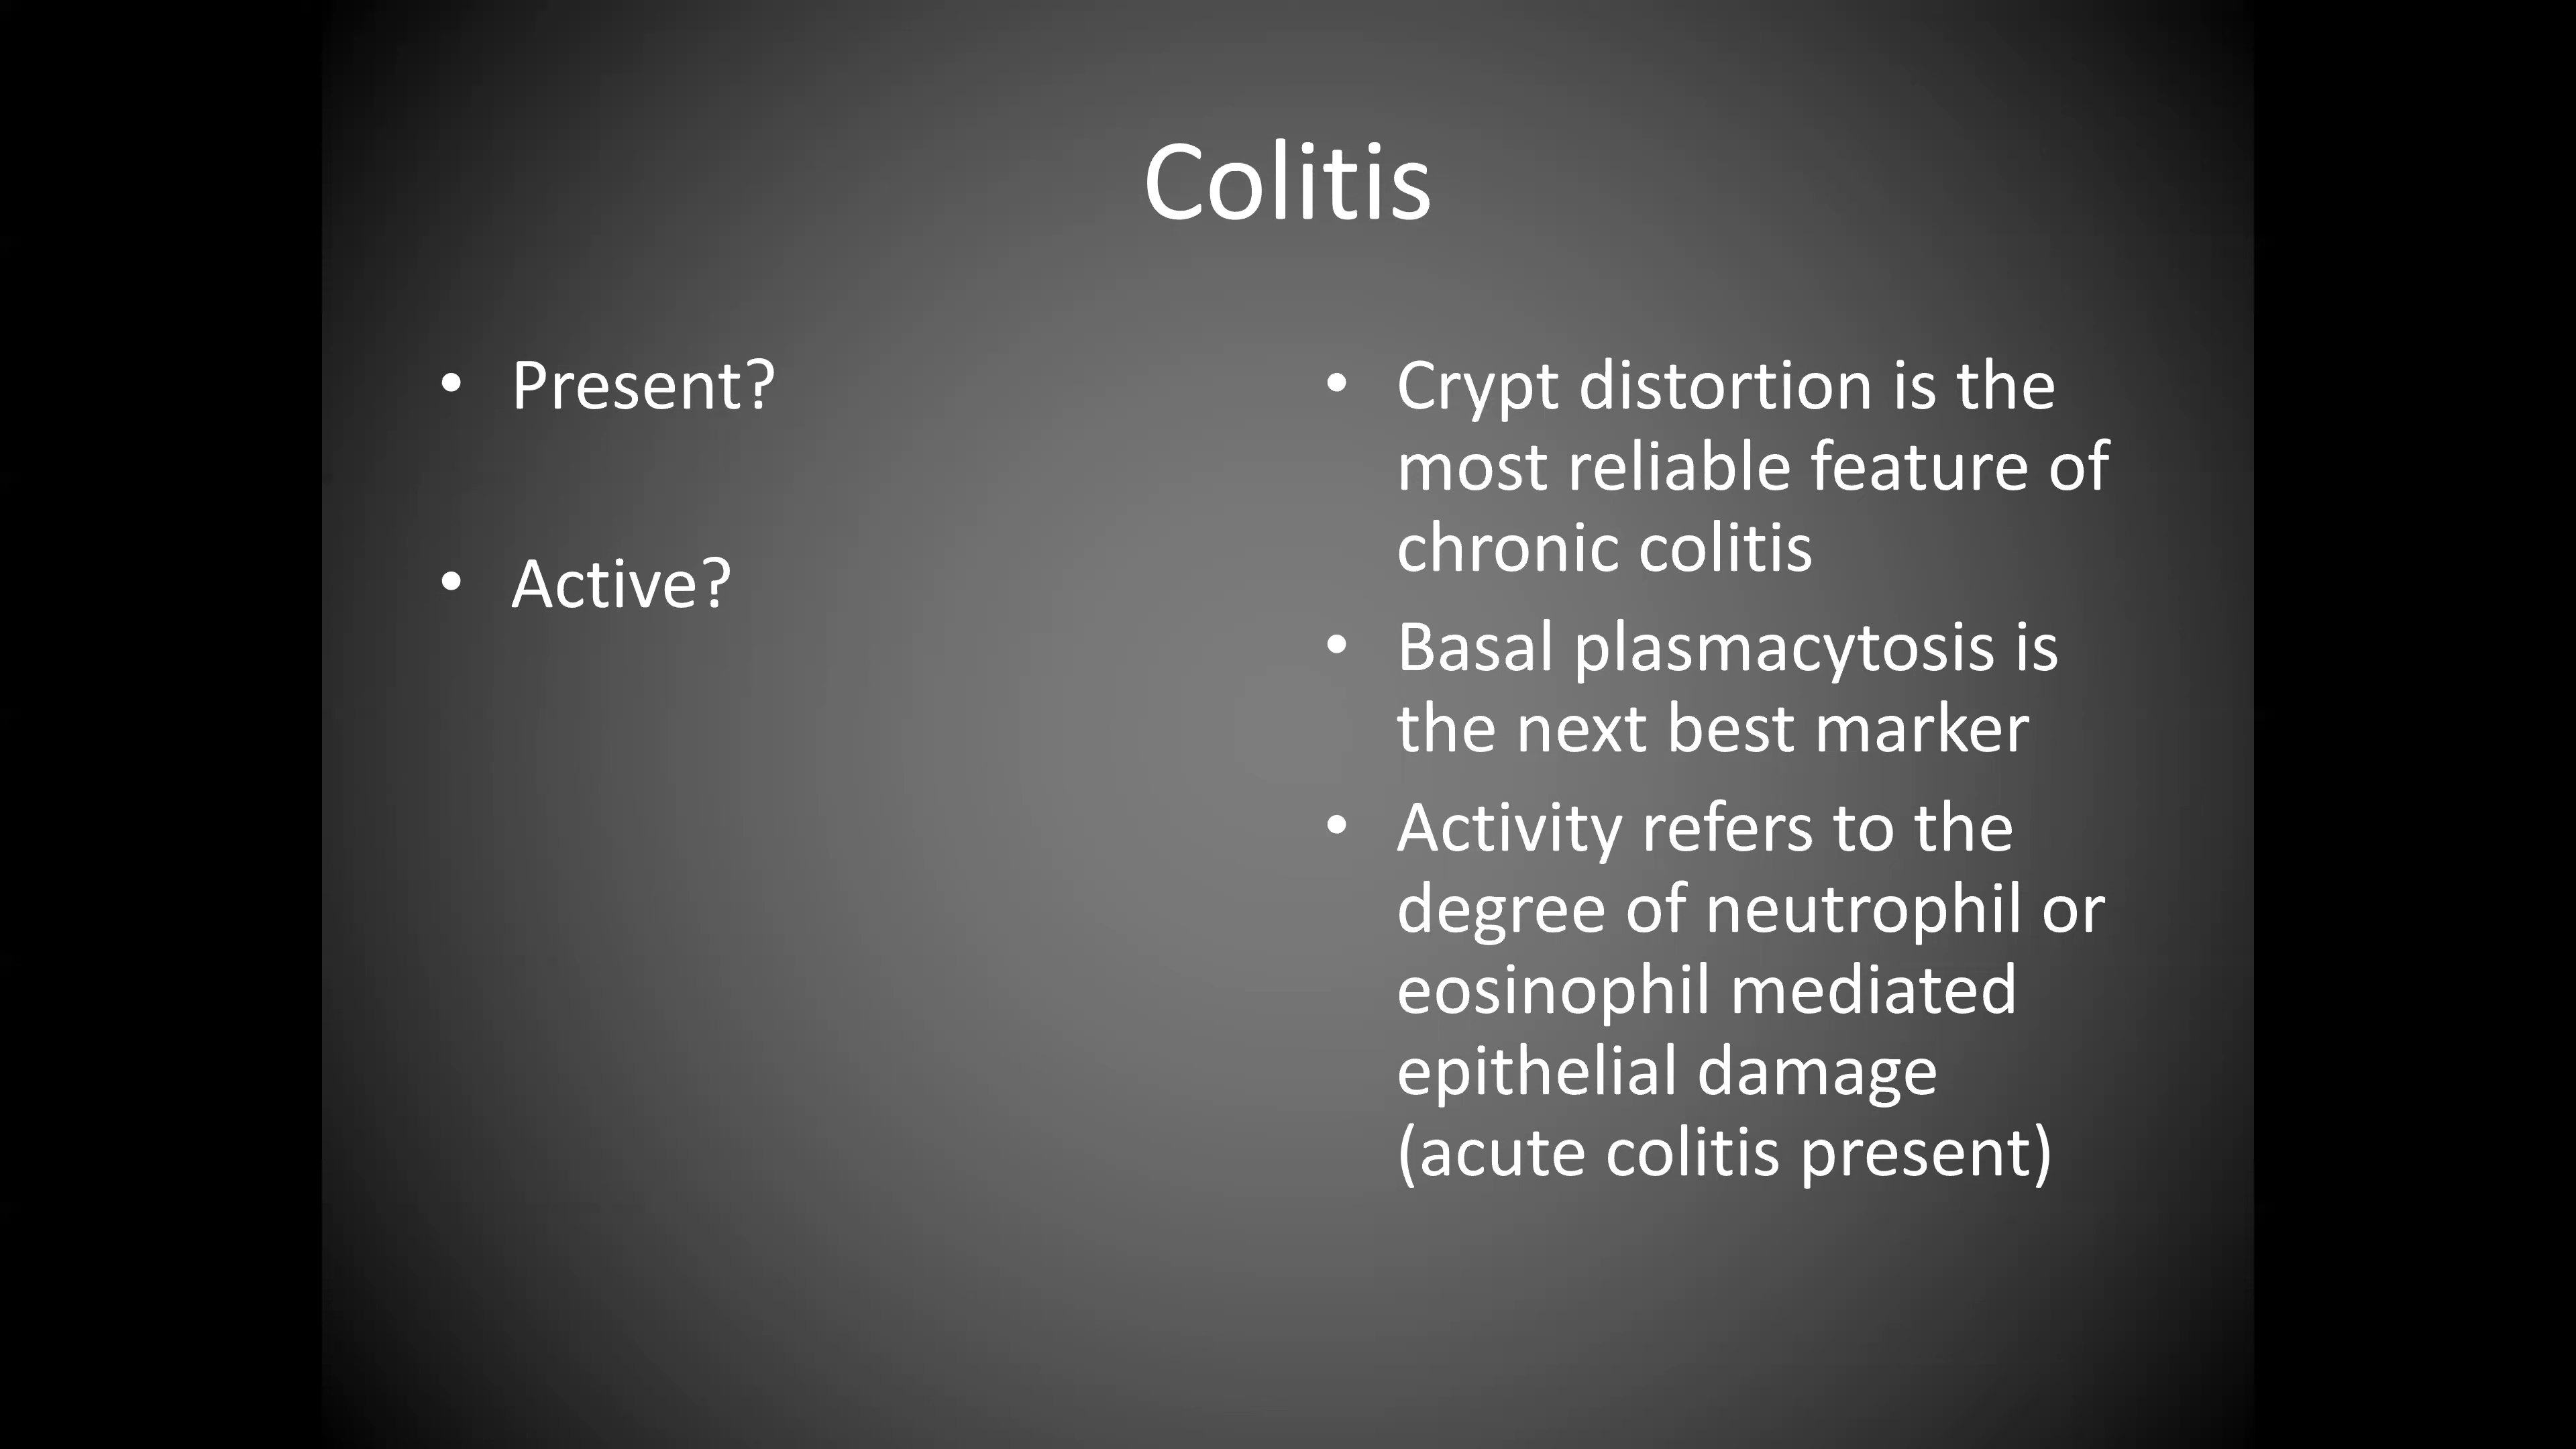 Colitis
• Present?
• Active?
• Crypt distortion is the
most reliable feature of
chronic colitis
• Basal plasmacytosis is
the next best marker
• Activity refers to the
degree of neutrophil or
eosinophil mediated
epithelial damage
(acute colitis present)